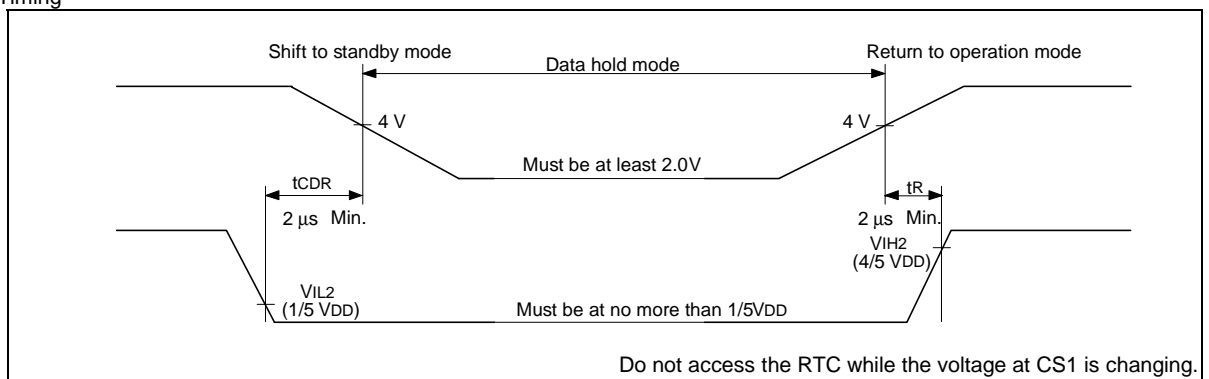 Timing
Shift to standby mode
Return to operation mode
Data hold mode
4 V
4 V
Must be at least 2.0V
tCDR
tR
2 μs Min.
2 μs Min.
VIH2
(4/5 VDD)
VIL2
(1/5 VDD)
Must be at no more than 1/5VDD
Do not access the RTC while the voltage at CS1 is changing.